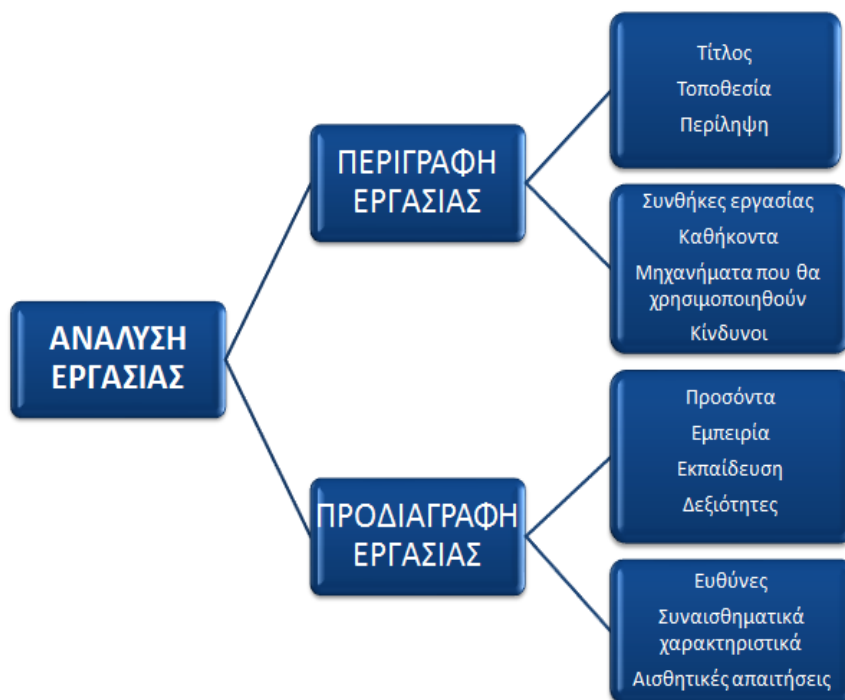 Τίτλος
Τοποθεσία
Περίληψη
ΠΕΡΙΓΡΑΦΗ
ΕΡΓΑΣΙΑΣ
Συνθήκες εργασίας
Καθήκοντα
Μηχανήματα που θα
χρησιμοποιηθούν
Κίνδυνοι
ΑΝΑΛΥΣΗ
ΕΡΓΑΣΙΑΣ
Προσόντα
Εμπειρία
Εκπαίδευση
Δεξιότητες
ΠΡΟΔΙΑΓΡΑΦΗ
ΕΡΓΑΣΙΑΣ
Ευθύνες
Συναισθηματικά
χαρακτηριστικά
Αισθητικές απαιτήσεις